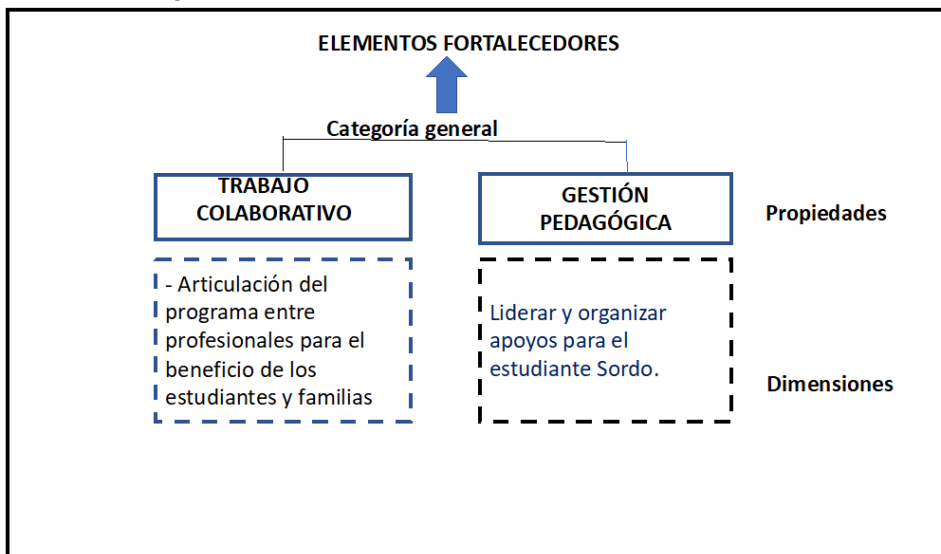 ELEMENTOS FORTALECEDORES
Categoría general
TRABAJO
COLABORATIVO
GESTIÓN
PEDAGÓGICA
Propiedades
- Articulación del
programa entre
profesionales para el
beneficio de los
estudiantes y familias
Liderar y organizar
apoyos para el
estudiante Sordo.
Dimensiones